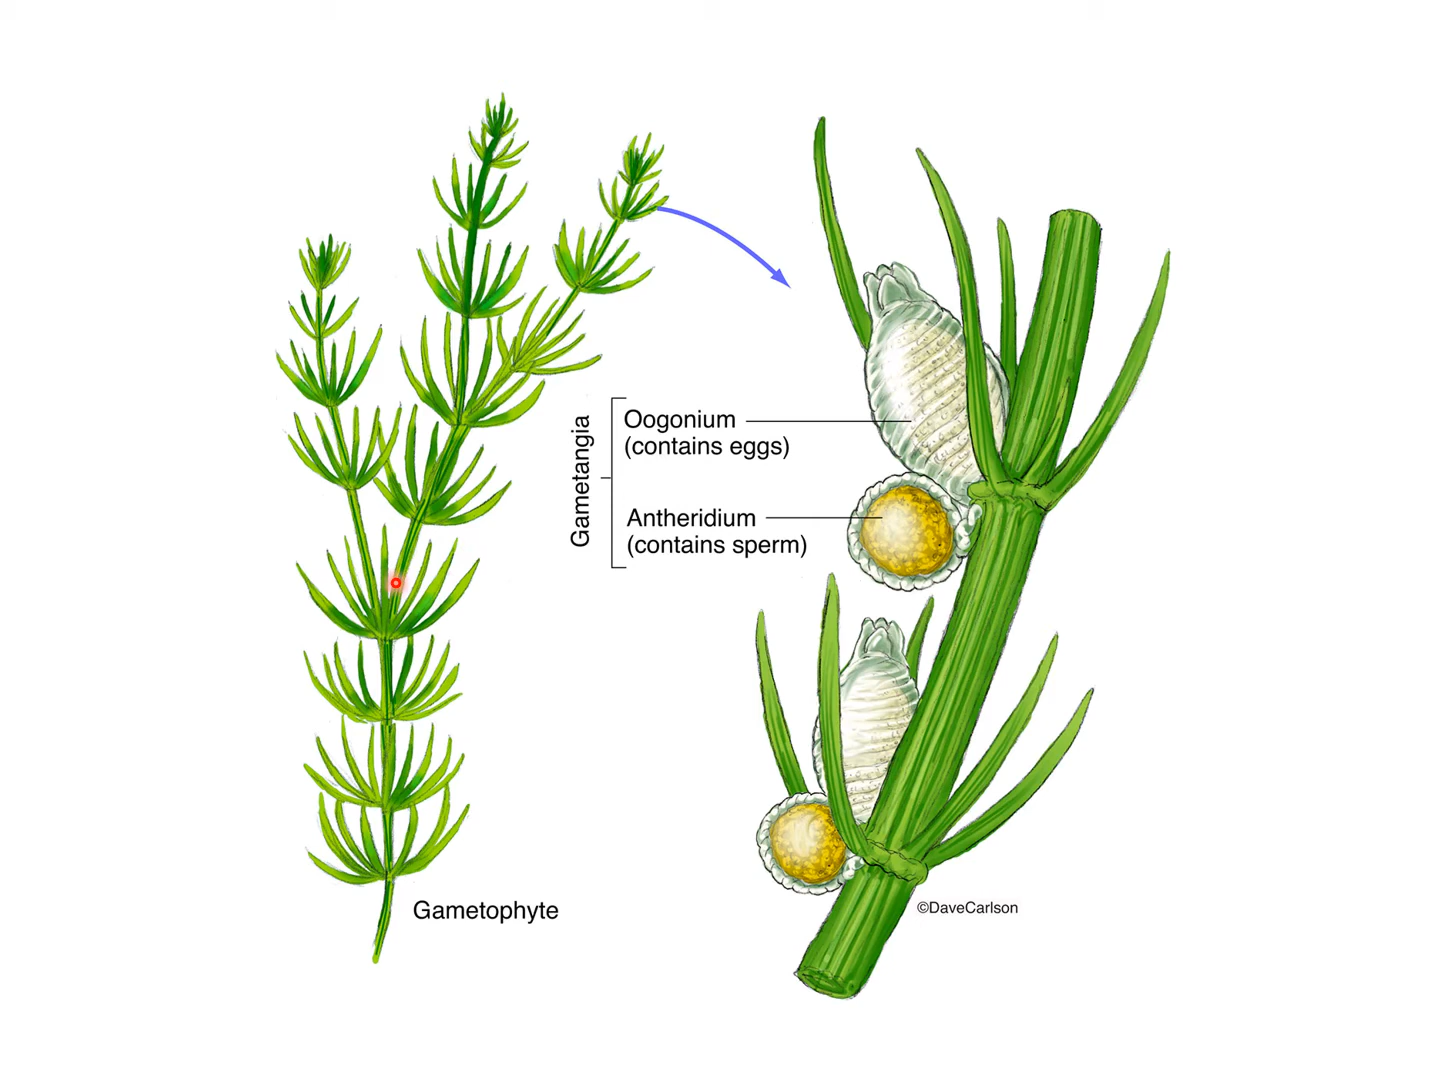 Gametangia
Oogonium
(contains eggs)
Antheridium
(contains sperm)
Gametophyte
©DaveCarlson